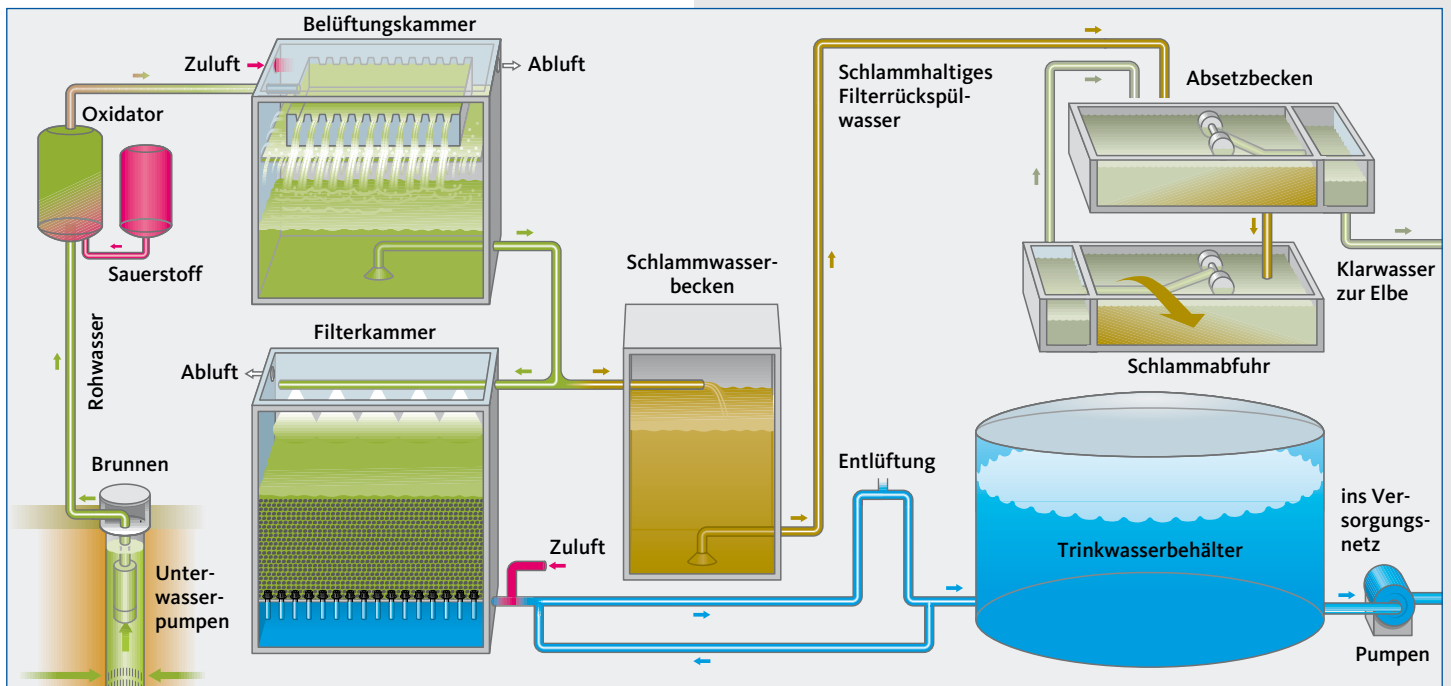 Belüftungskammer
Zuluft
Abluft
Oxidator
Sauerstoff
Rohwasser
Schlammhaltiges
Filterrückspül-
wasser
Absetzbecken
Klarwasser
zur Elbe
Schlammabfuhr
Schlammwasser-
becken
Filterkammer
Abluft
Brunnen
Unter-
wasser-
pumpen
Zuluft
Entlüftung
Trinkwasserbehälter
ins Ver-
sorgungs-
netz
Pumpen